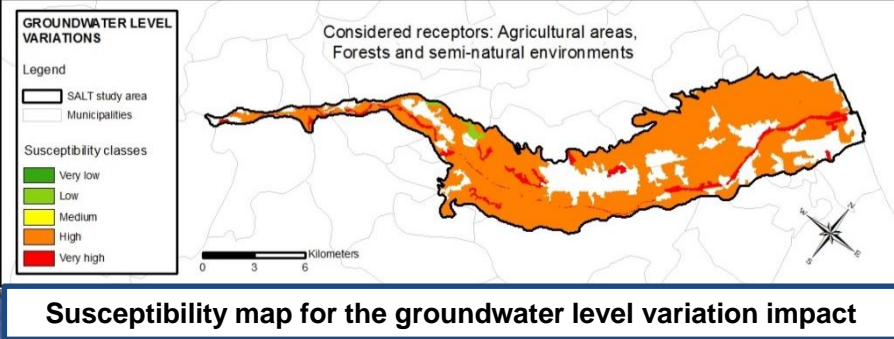 GROUNDWATER LEVEL
VARIATIONS
Legend
SALT study area
Municipalities
Susceptibility classes
Very low
Low
Medium
High
Very high
Considered receptors: Agricultural areas,
Forests and semi-natural environments
Kilometers
0 3 6
N
W
E
S
Susceptibility map for the groundwater level variation impact